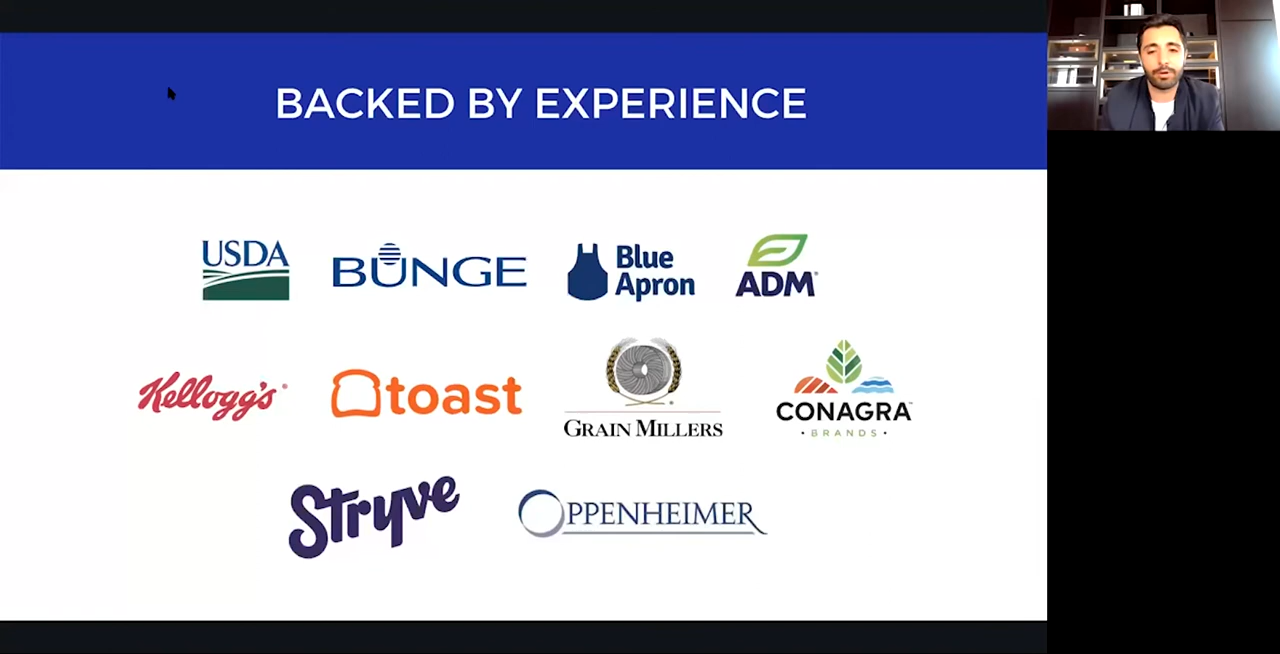 BACKED BY EXPERIENCE
USDA
BUNGE
Blue
Apron
ADM
Kellogg's
toast
GRAIN MILLERS
CONAGRA
BRANDS
Stryve
OPPENHEIMER